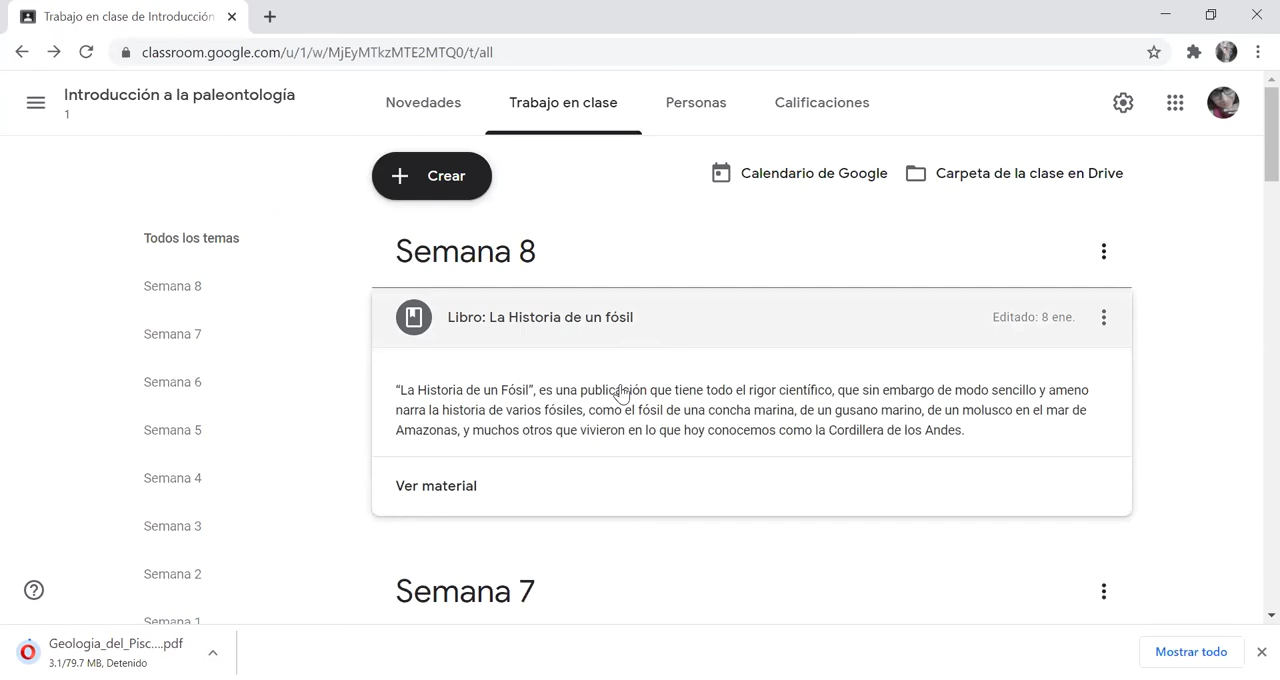 Trabajo en clase de Introducción
classroom.google.com/u/1/w/MjEyMTkzMTE2MTQ0/t/all
Introducción a la paleontología
1
Novedades
Trabajo en clase
Personas
Calificaciones
Crear
Calendario de Google
Carpeta de la clase en Drive
Todos los temas
Semana 8
Semana 7
Semana 6
Semana 5
Semana 4
Semana 3
Semana 2
Semana 1
Semana 8
Libro: La Historia de un fósil
Editado: 8 ene.
“La Historia de un Fósil”, es una publicación que tiene todo el rigor científico, que sin embargo de modo sencillo y ameno
narra la historia de varios fósiles, como el fósil de una concha marina, de un gusano marino, de un molusco en el mar de
Amazonas, y muchos otros que vivieron en lo que hoy conocemos como la Cordillera de los Andes.
Ver material
Semana 7
Geologia_del_Pisc....pdf
3.1/79.7 MB, Detenido
Mostrar todo